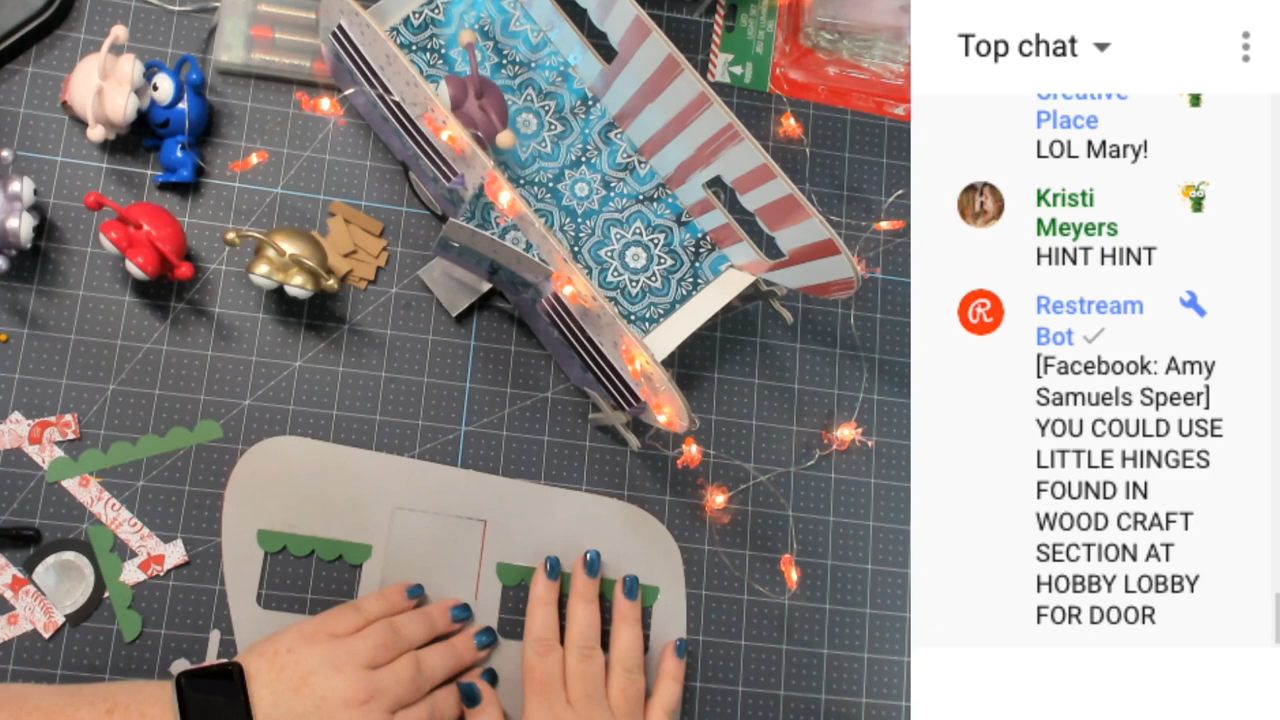 Top chat
Creative
Place
LOL Mary!
Kristi
Meyers
HINT HINT
Restream
Bot
[Facebook: Amy
Samuels Speer]
YOU COULD USE
LITTLE HINGES
FOUND IN
WOOD CRAFT
SECTION AT
HOBBY LOBBY
FOR DOOR